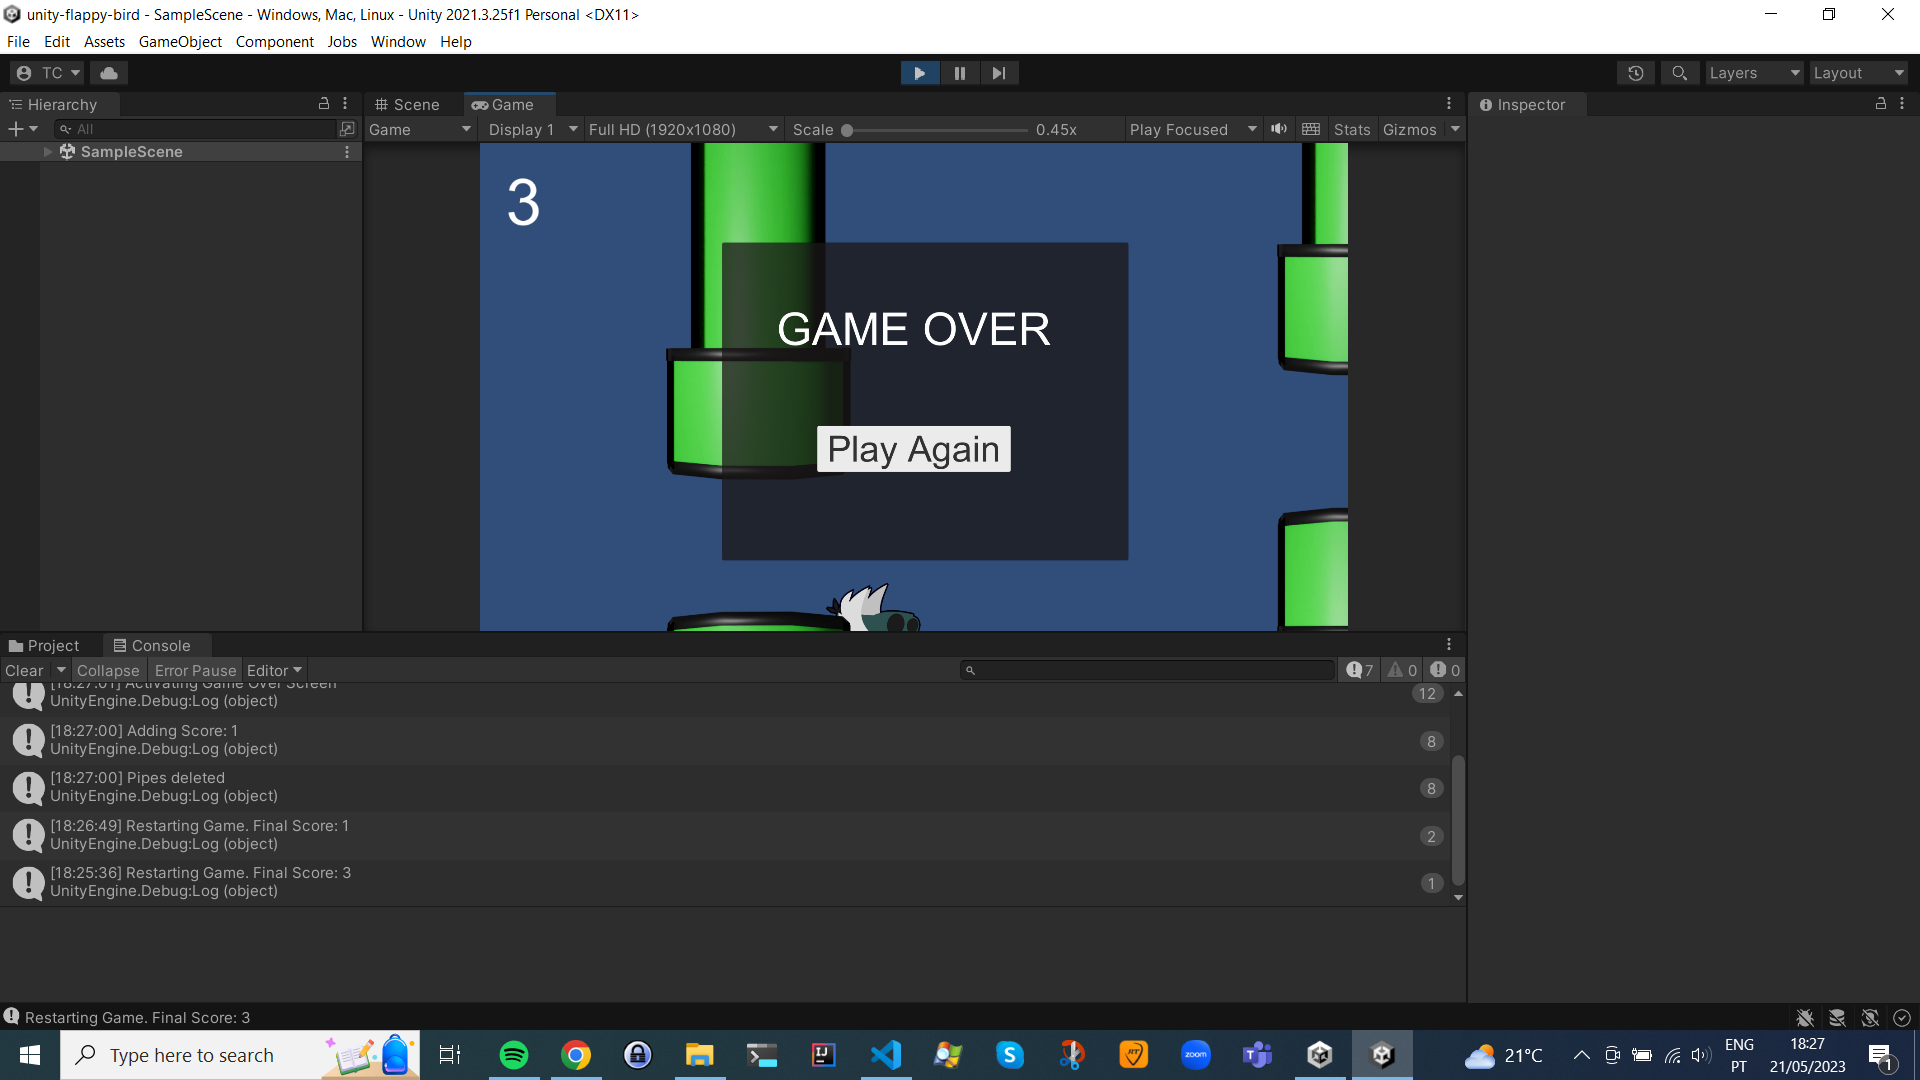 unity-flappy-bird - SampleScene - Windows, Mac, Linux - Unity 2021.3.25f1 Personal <DX11>
File Edit Assets GameObject Component Jobs Window Help
TC Layers Layout
Hierarchy
All
SampleScene
Scene Game
Game Display 1 Full HD (1920x1080) Scale 0.45x Play Focused Stats Gizmos
Inspector
3
GAME OVER
Play Again
Project Console
Clear Collapse Error Pause Editor 7 0 0
[18:27:01] Activating Game Over Screen
UnityEngine.Debug:Log (object) 12
[18:27:00] Adding Score: 1
UnityEngine.Debug:Log (object) 8
[18:27:00] Pipes deleted
UnityEngine.Debug:Log (object) 8
[18:26:49] Restarting Game. Final Score: 1
UnityEngine.Debug:Log (object) 2
[18:25:36] Restarting Game. Final Score: 3
UnityEngine.Debug:Log (object) 1
Restarting Game. Final Score: 3
Type here to search
IJ
zoom
21°C
ENG
PT
18:27
21/05/2023
1